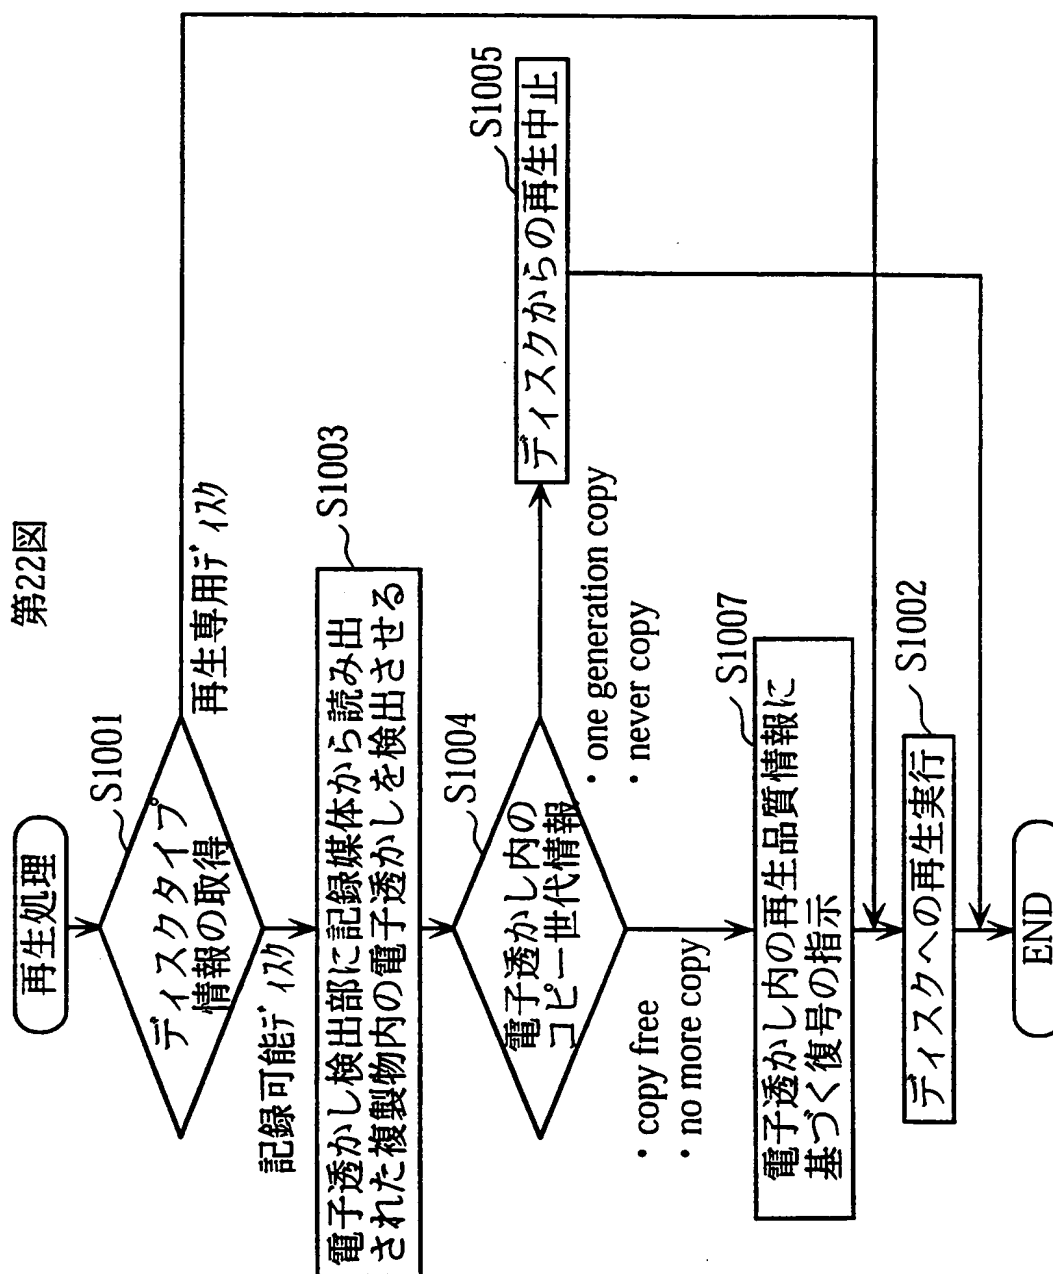 第22図
再生処理
S1001
ディスクタイプ
情報の取得
再生専用ディスク
記録可能ディスク
S1003
電子透かし検出部に記録媒体から読み出
された複製物内の電子透かしを検出させる
S1004
電子透かし内の
コピー世代情報
・one generation copy
・never copy
S1005
ディスクからの再生中止
・copy free
・no more copy
S1007
電子透かし内の再生品質情報に
基づく復号の指示
S1002
ディスクへの再生実行
END